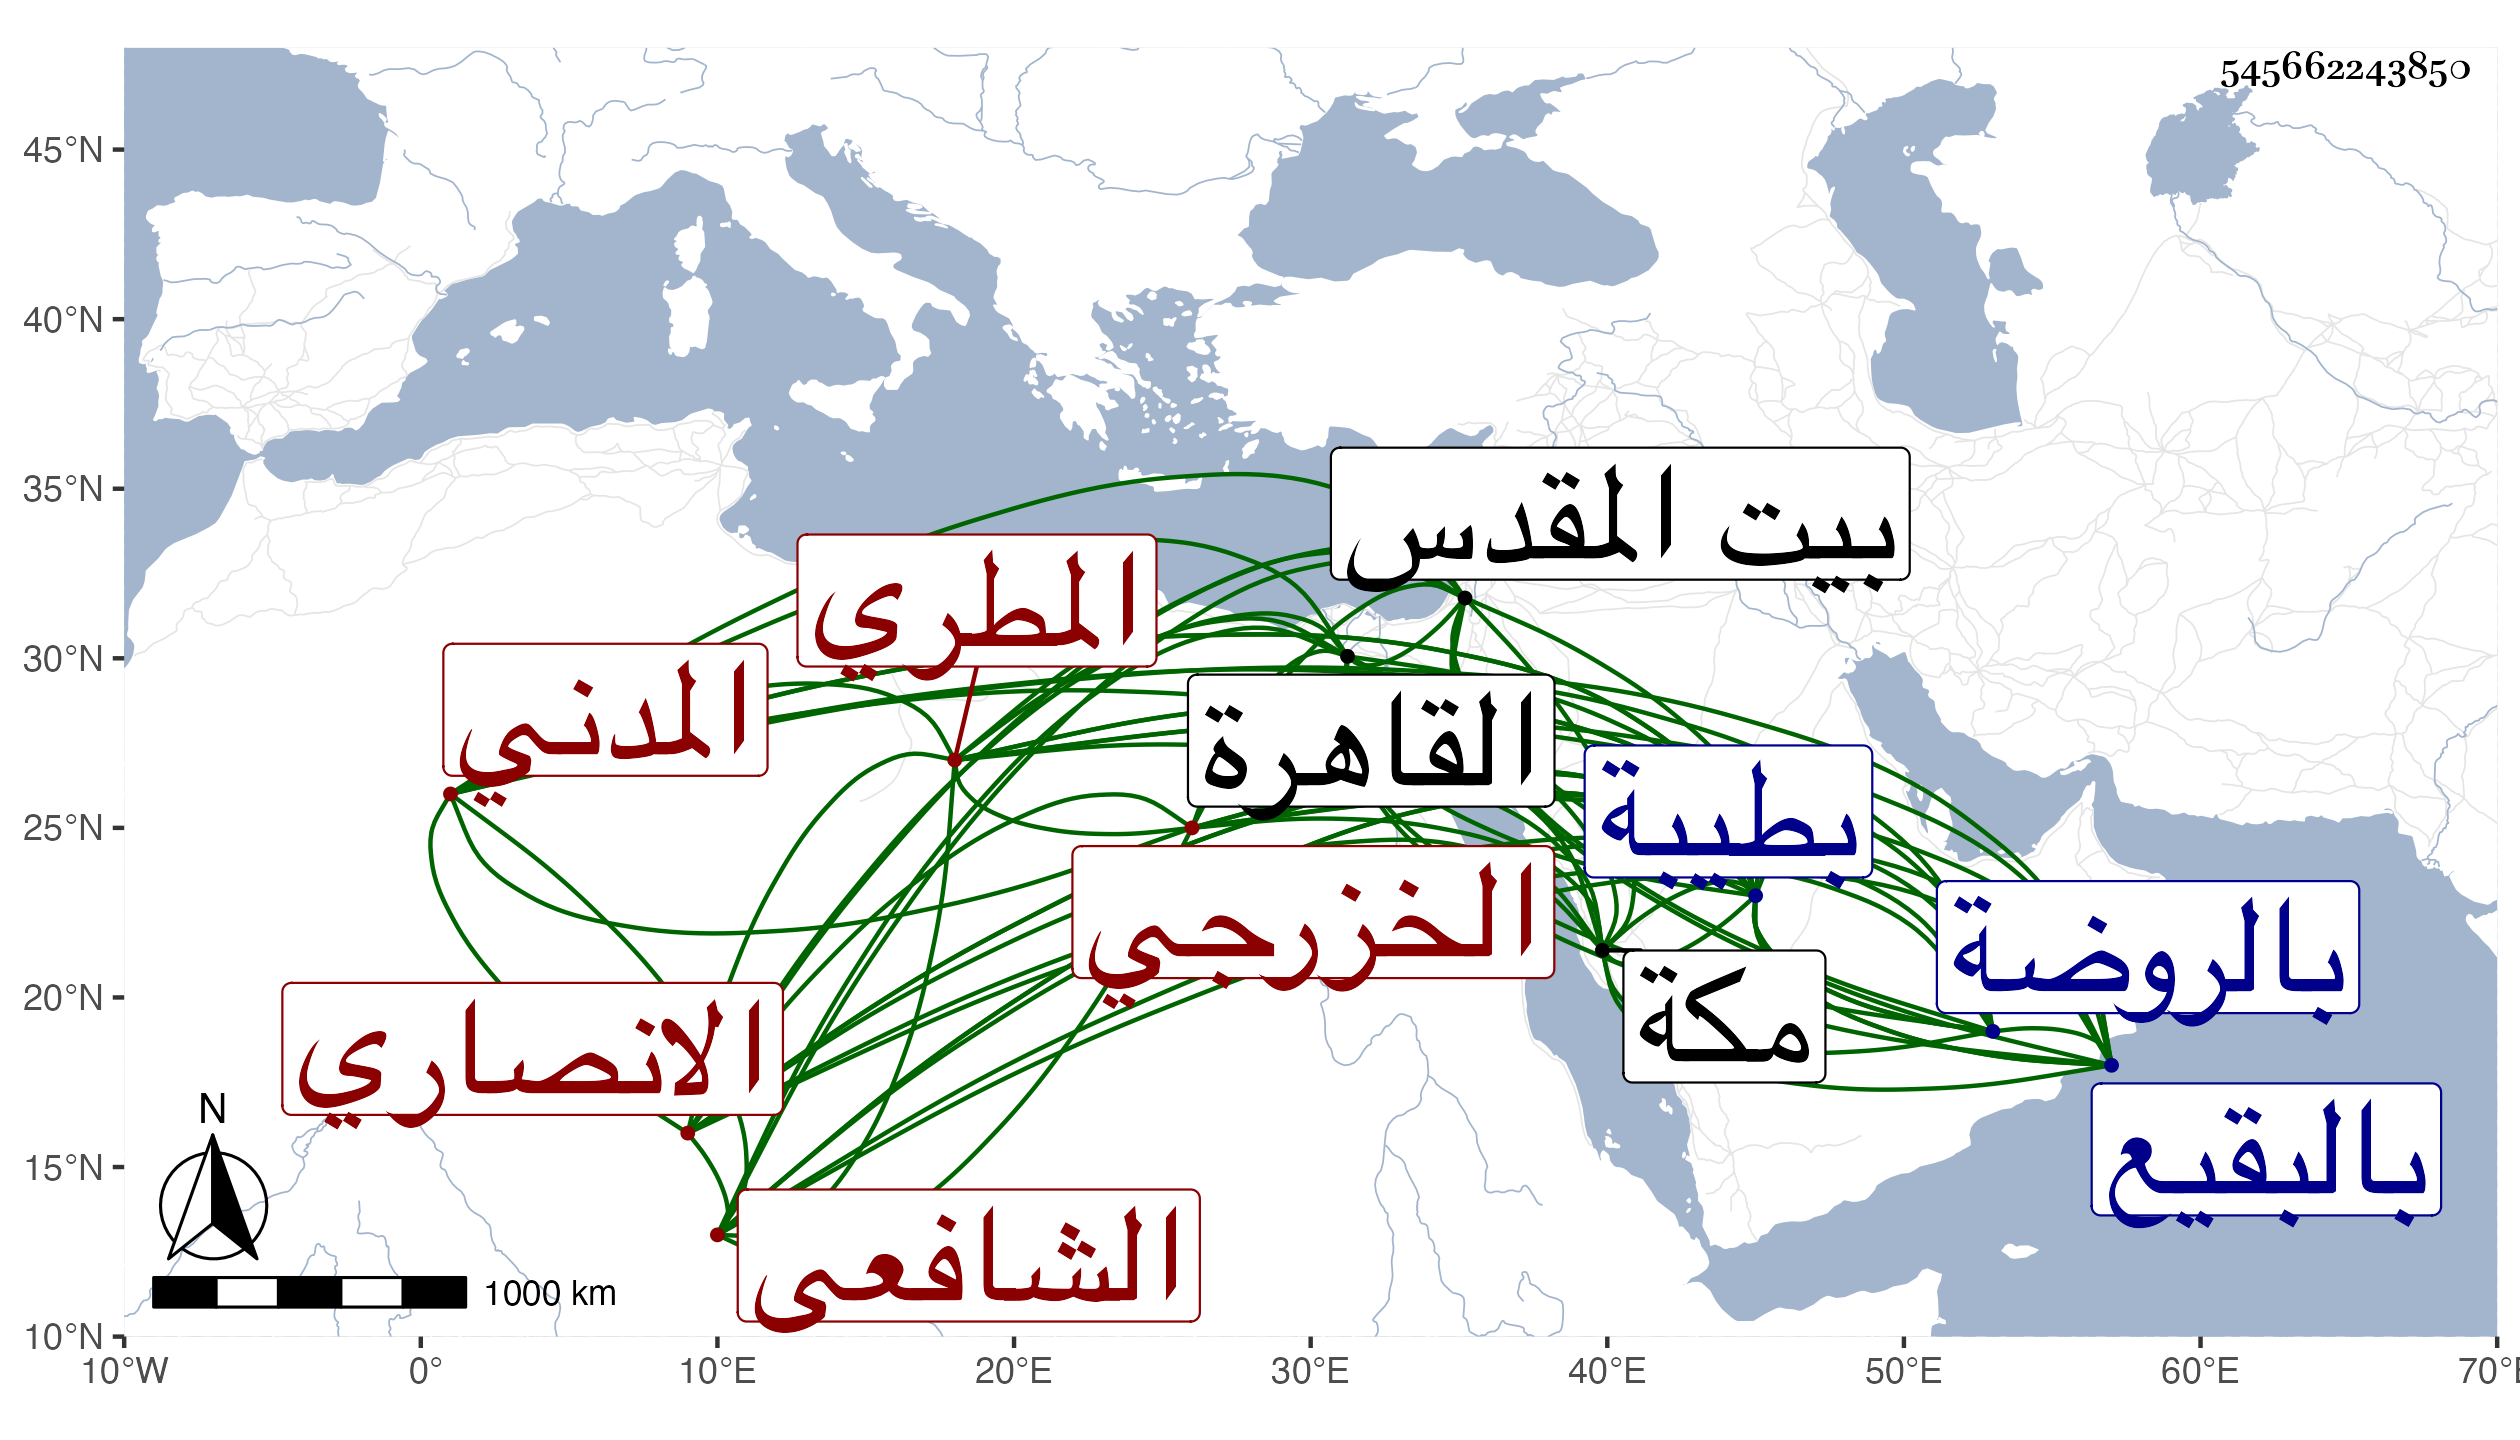 545662243850
45°N
40°N
35°N
30°N
25°N
20°N
15°N
10°N
بيت المقدس
المطري
المدني
القاهرة
بطيبة
الخزرجي
بالروضة
مكة
الانصاري
بالبقيع
الشافعى
N
1000 km
10°W 0° 10°E 20°E 30°E 40°E 50°E 60°E 70°E